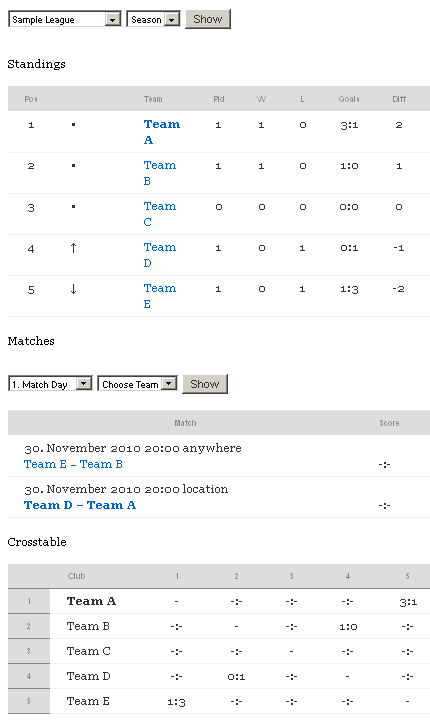 Sample League Season Show
Standings
Pos Team Pld W L Goals Diff
1 • Team 1 1 0 3:1 2
A
2 • Team 1 1 0 1:0 1
B
3 • Team 0 0 0 0:0 0
C
4 ↑ Team 1 0 1 0:1 -1
D
5 ↓ Team 1 0 1 1:3 -2
E
Matches
1. Match Day Choose Team Show
Match Score
30. November 2010 20:00 anywhere
Team E – Team B -:-
30. November 2010 20:00 location
Team D – Team A -:-
Crosstable
Club 1 2 3 4 5
1 Team A - -:- -:- -:- 3:1
2 Team B -:- - -:- 1:0 -:-
3 Team C -:- -:- - -:- -:-
4 Team D -:- 0:1 -:- - -:-
5 Team E 1:3 -:- -:- -:- -